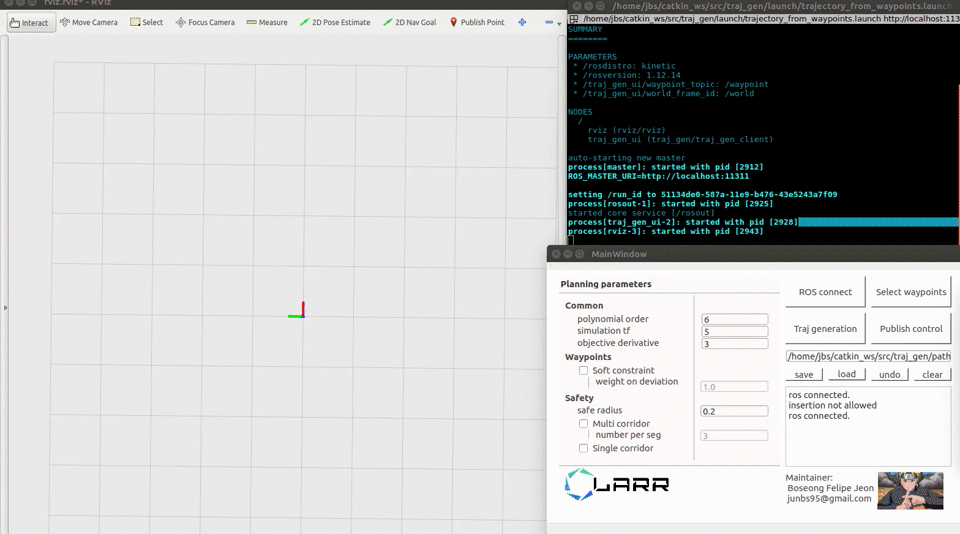 rviz.rviz* - RViz
Interact
Move Camera
Select
Focus Camera
Measure
2D Pose Estimate
2D Nav Goal
Publish Point
/home/jbs/catkin_ws/src/traj_gen/launch/trajectory_from_waypoints.launch
/home/jbs/catkin_ws/src/traj_gen/launch/trajectory_from_waypoints.launch http://localhost:113
SUMMARY
========
PARAMETERS
* /rosdistro: kinetic
* /rosversion: 1.12.14
* /traj_gen_ui/waypoint_topic: /waypoint
* /traj_gen_ui/world_frame_id: /world
NODES
/
rviz (rviz/rviz)
traj_gen_ui (traj_gen/traj_gen_client)
auto-starting new master
process[master]: started with pid [2912]
ROS_MASTER_URI=http://localhost:11311
setting /run_id to 51134de0-587a-11e9-b476-43e5243a7f09
process[rosout-1]: started with pid [2925]
started core service [/rosout]
process[traj_gen_ui-2]: started with pid [2928]
process[rviz-3]: started with pid [2943]
MainWindow
Planning parameters
Common
polynomial order
6
simulation tf
5
objective derivative
3
Waypoints
Soft constraint
weight on deviation
1.0
Safety
safe radius
0.2
Multi corridor
number per seg
3
Single corridor
LARR
ROS connect
Select waypoints
Traj generation
Publish control
/home/jbs/catkin_ws/src/traj_gen/path
save
load
undo
clear
ros connected.
insertion not allowed
ros connected.
Maintainer:
Boseong Felipe Jeon
junbs95@gmail.com